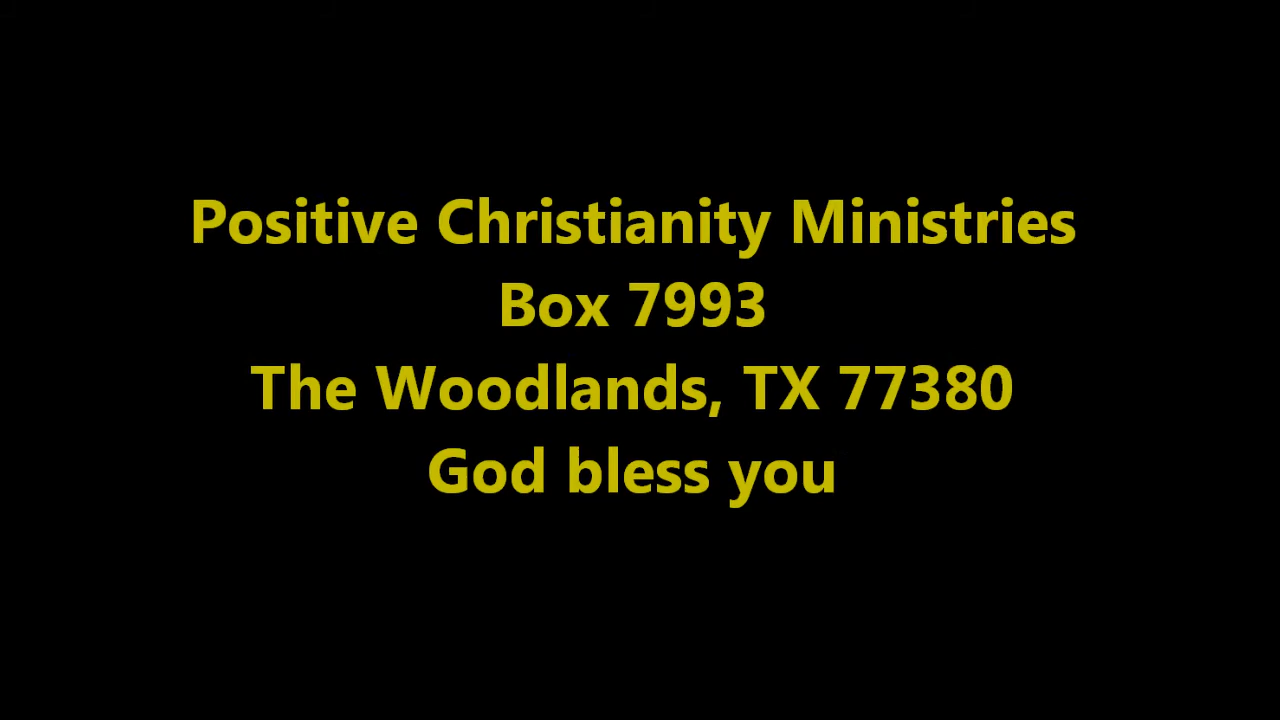 Positive Christianity Ministries
Box 7993
The Woodlands, TX 77380
God bless you